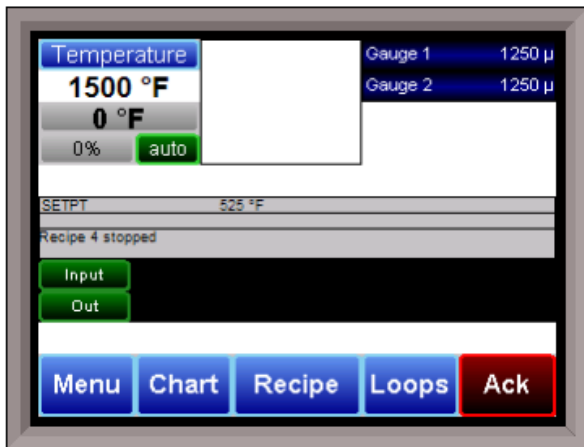 Temperature
1500 °F
0 °F
0% auto
Gauge 1 1250 µ
Gauge 2 1250 µ
SETPT 525 °F
Recipe 4 stopped
Input
Out
Menu Chart Recipe Loops Ack